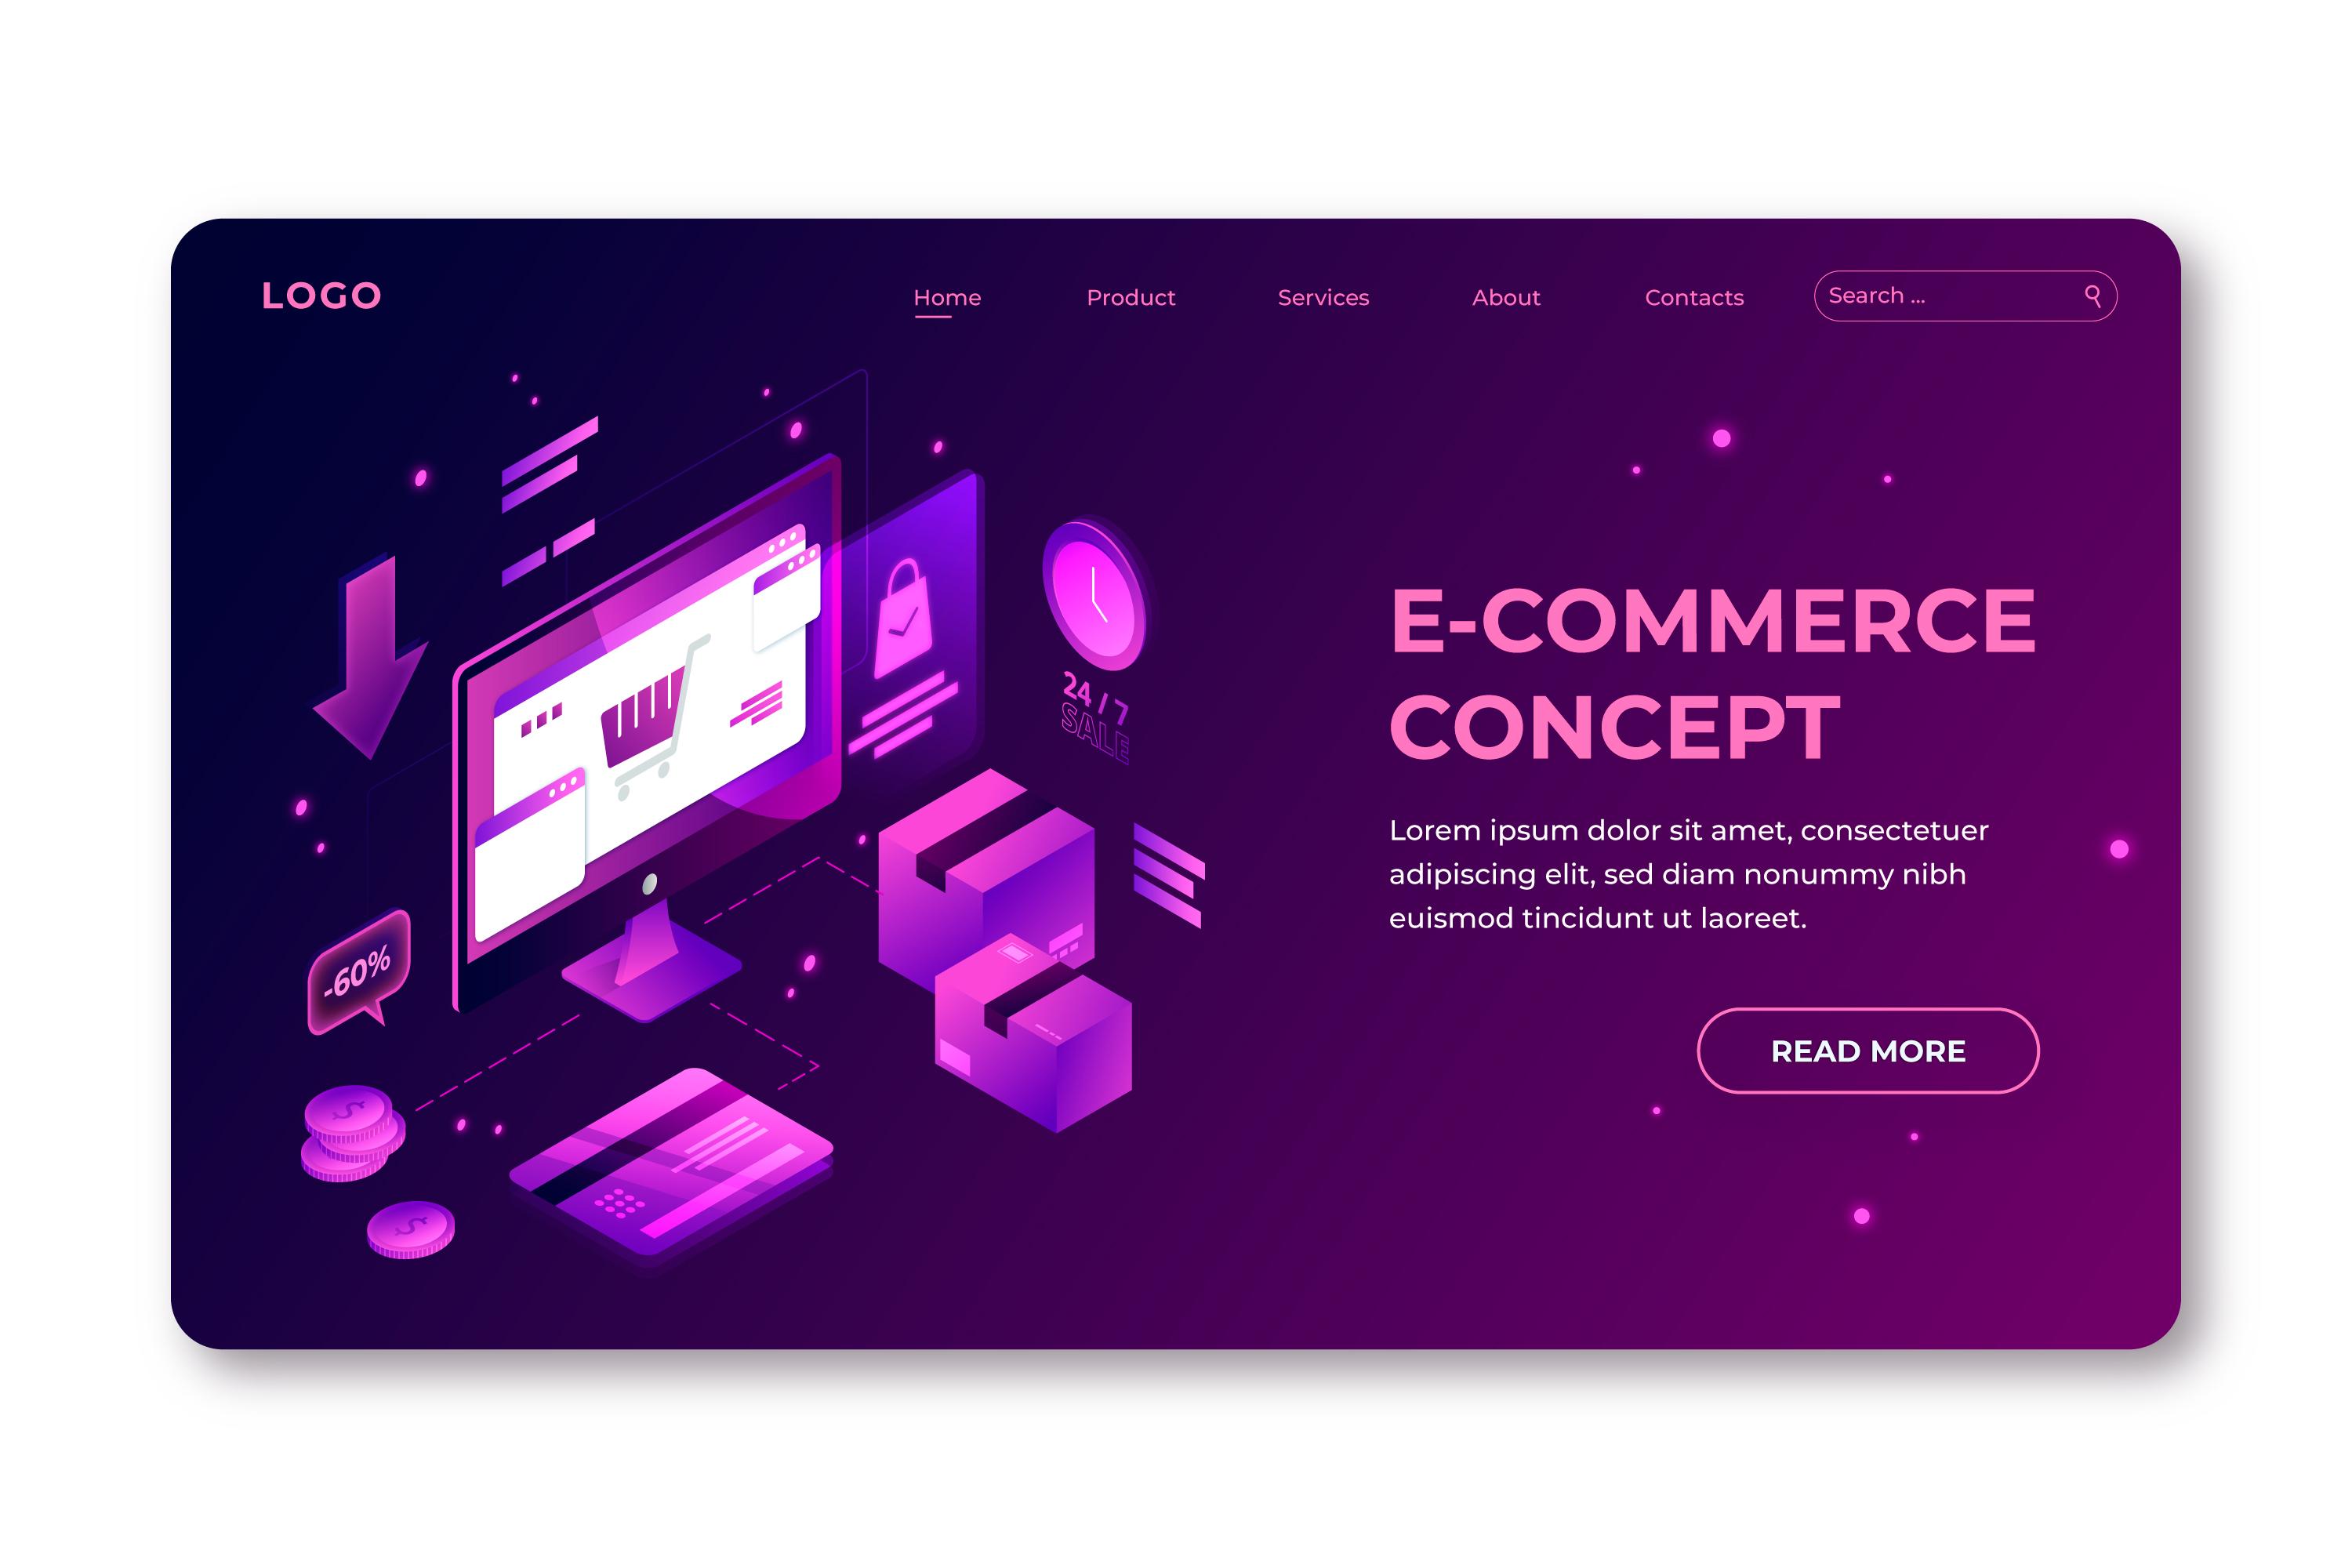 LOGO
Home
Product
Services
About
Contacts
Search ...
24/7
SALE
-60%
$
$
E-COMMERCE
CONCEPT
Lorem ipsum dolor sit amet, consectetuer
adipiscing elit, sed diam nonummy nibh
euismod tincidunt ut laoreet.
READ MORE